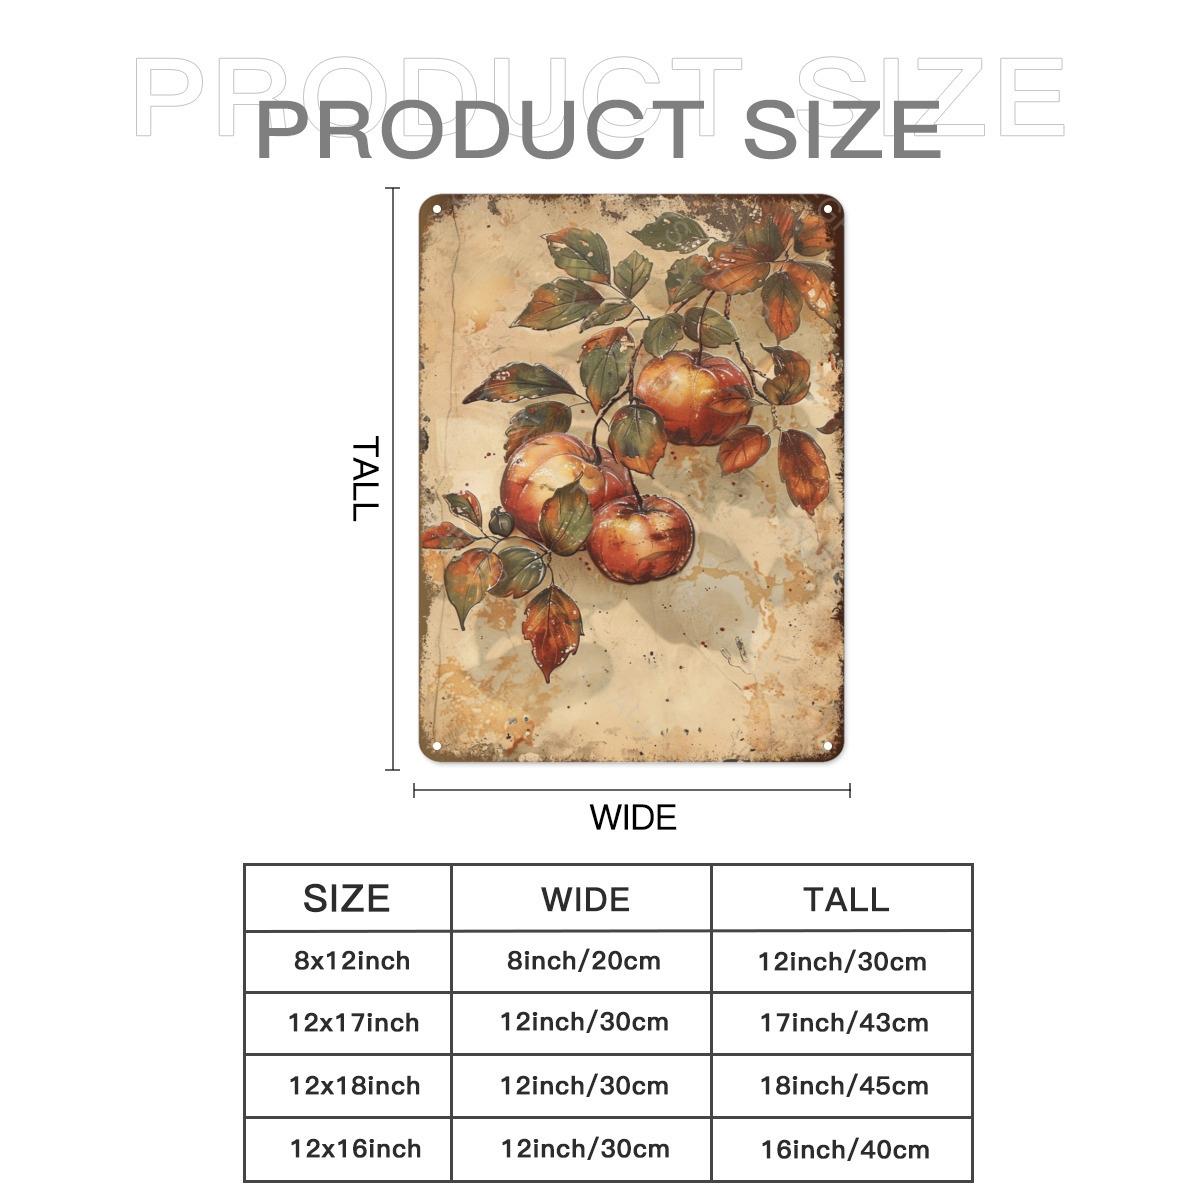 PRODUCT SIZE
PRODUCT SIZE
TALL
WIDE
SIZE WIDE TALL
8x12inch 8inch/20cm 12inch/30cm
12x17inch 12inch/30cm 17inch/43cm
12x18inch 12inch/30cm 18inch/45cm
12x16inch 12inch/30cm 16inch/40cm